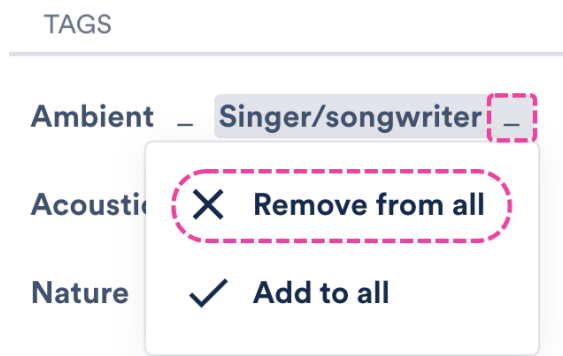 TAGS
Ambient _ Singer/songwriter _
Remove from all
Nature
Add to all